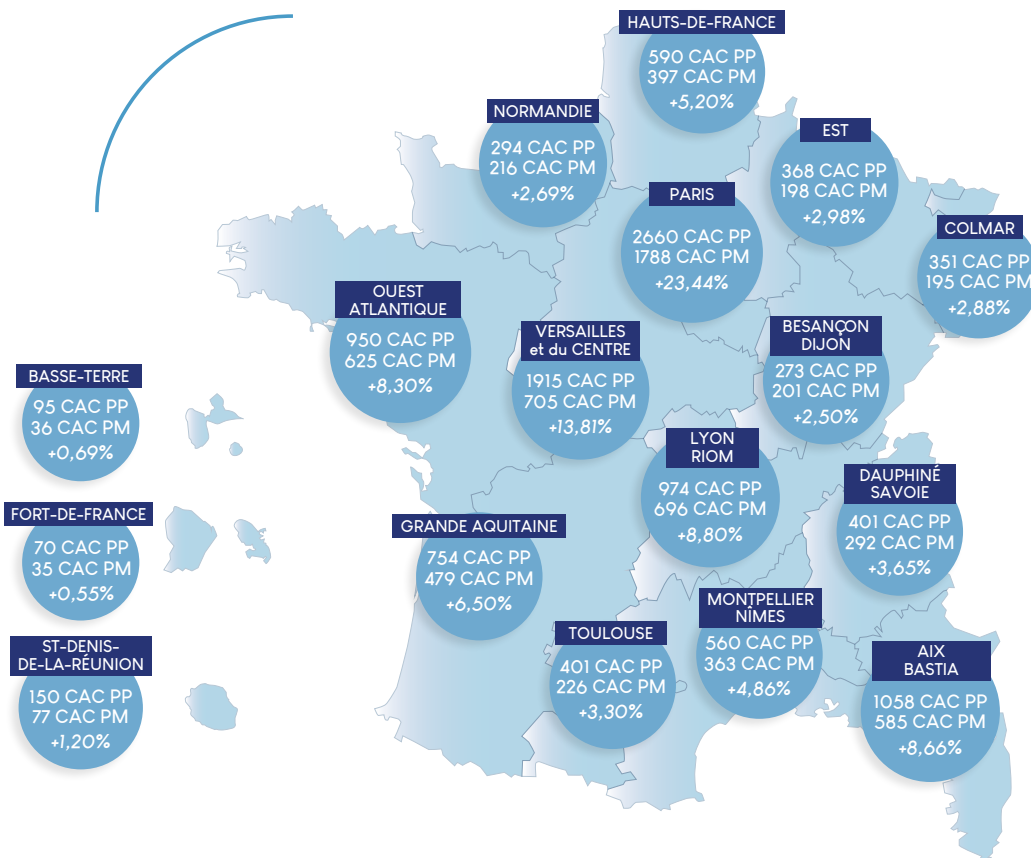 HAUTS-DE-FRANCE
590 CAC PP
397 CAC PM
+5,20%
NORMANDIE
294 CAC PP
216 CAC PM
+2,69%
EST
368 CAC PP
198 CAC PM
+2,98%
PARIS
2660 CAC PP
1788 CAC PM
+23,44%
COLMAR
351 CAC PP
195 CAC PM
+2,88%
OUEST
ATLANTIQUE
950 CAC PP
625 CAC PM
+8,30%
VERSAILLES
et du CENTRE
1915 CAC PP
705 CAC PM
+13,81%
BESANÇON
DIJON
273 CAC PP
201 CAC PM
+2,50%
BASSE-TERRE
95 CAC PP
36 CAC PM
+0,69%
LYON
RIOM
974 CAC PP
696 CAC PM
+8,80%
DAUPHINÉ
SAVOIE
401 CAC PP
292 CAC PM
+3,65%
FORT-DE-FRANCE
70 CAC PP
35 CAC PM
+0,55%
GRANDE AQUITAINE
754 CAC PP
479 CAC PM
+6,50%
MONTPELLIER
NÎMES
560 CAC PP
363 CAC PM
+4,86%
TOULOUSE
401 CAC PP
226 CAC PM
+3,30%
ST-DENIS-
DE-LA-RÉUNION
150 CAC PP
77 CAC PM
+1,20%
AIX
BASTIA
1058 CAC PP
585 CAC PM
+8,66%